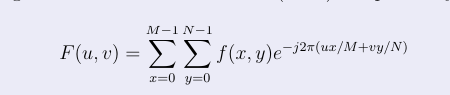 F(u, v) = \sum_{x=0}^{M-1} \sum_{y=0}^{N-1} f(x, y)e^{-j2\pi(ux/M+vy/N)}